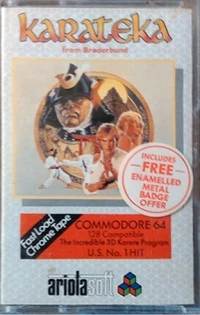 KARATEKA
from Brøderbund
INCLUDES
FREE
ENAMELLED
METAL
BADGE
OFFER
Fast Load
Chrome Tape
COMMODORE 64
128 Compatible
The Incredible 3D Karate Program
U.S. No. 1 HIT
ariolasoft